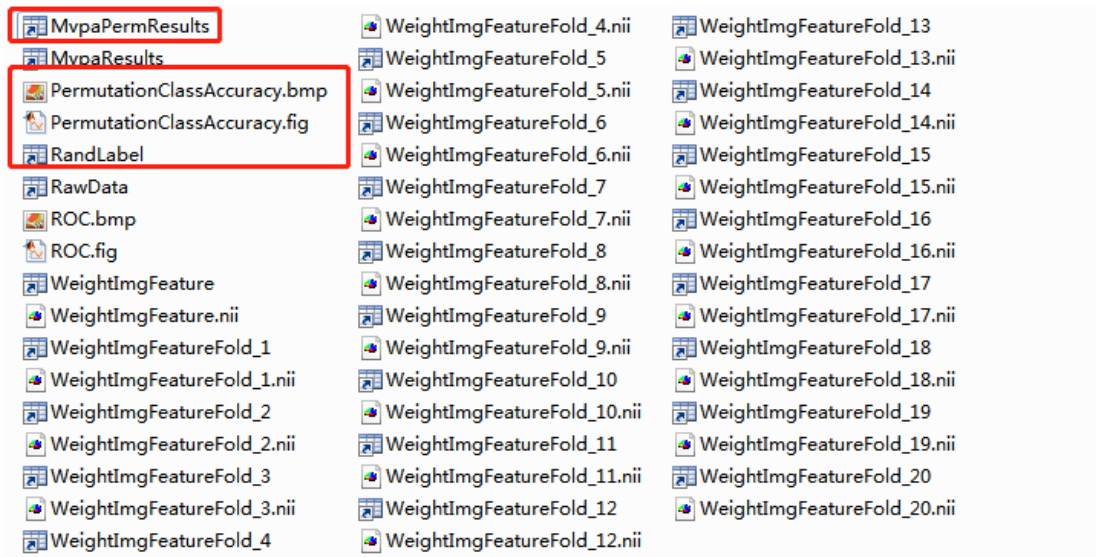 MvpaPermResults
MvpaResults
PermutationClassAccuracy.bmp
PermutationClassAccuracy.fig
RandLabel
RawData
ROC.bmp
ROC.fig
WeightImgFeature
WeightImgFeature.nii
WeightImgFeatureFold_1
WeightImgFeatureFold_1.nii
WeightImgFeatureFold_2
WeightImgFeatureFold_2.nii
WeightImgFeatureFold_3
WeightImgFeatureFold_3.nii
WeightImgFeatureFold_4
WeightImgFeatureFold_4.nii
WeightImgFeatureFold_5
WeightImgFeatureFold_5.nii
WeightImgFeatureFold_6
WeightImgFeatureFold_6.nii
WeightImgFeatureFold_7
WeightImgFeatureFold_7.nii
WeightImgFeatureFold_8
WeightImgFeatureFold_8.nii
WeightImgFeatureFold_9
WeightImgFeatureFold_9.nii
WeightImgFeatureFold_10
WeightImgFeatureFold_10.nii
WeightImgFeatureFold_11
WeightImgFeatureFold_11.nii
WeightImgFeatureFold_12
WeightImgFeatureFold_12.nii
WeightImgFeatureFold_13
WeightImgFeatureFold_13.nii
WeightImgFeatureFold_14
WeightImgFeatureFold_14.nii
WeightImgFeatureFold_15
WeightImgFeatureFold_15.nii
WeightImgFeatureFold_16
WeightImgFeatureFold_16.nii
WeightImgFeatureFold_17
WeightImgFeatureFold_17.nii
WeightImgFeatureFold_18
WeightImgFeatureFold_18.nii
WeightImgFeatureFold_19
WeightImgFeatureFold_19.nii
WeightImgFeatureFold_20
WeightImgFeatureFold_20.nii